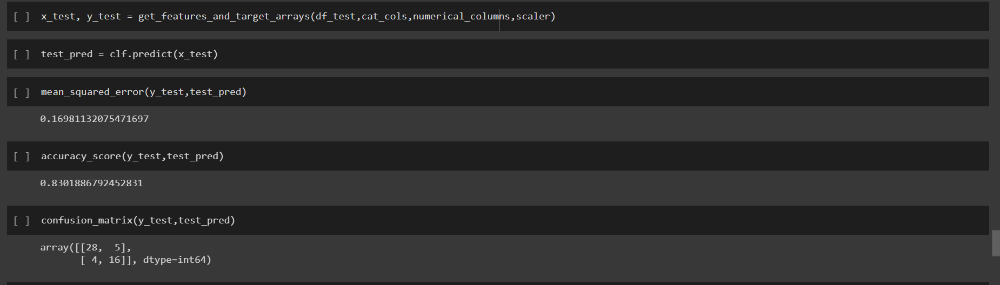 [ ] x_test, y_test = get_features_and_target_arrays(df_test,cat_cols,numerical_columns,scaler)
[ ] test_pred = clf.predict(x_test)
[ ] mean_squared_error(y_test,test_pred)
0.16981132075471697
[ ] accuracy_score(y_test,test_pred)
0.8301886792452831
[ ] confusion_matrix(y_test,test_pred)
array([[28,  5],
       [ 4, 16]], dtype=int64)